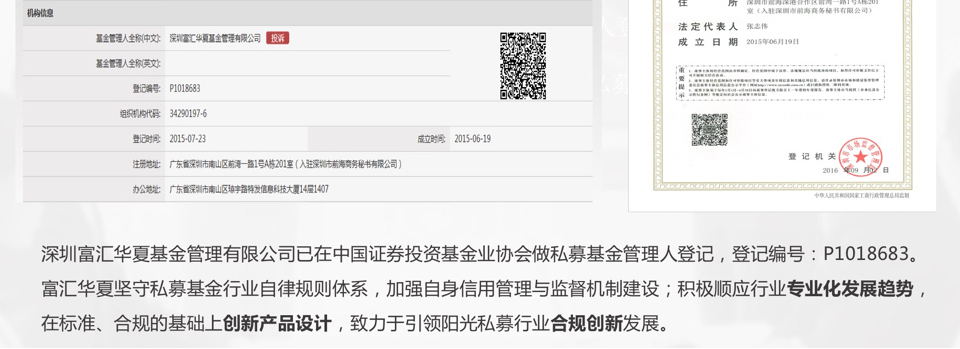 机构信息
基金管理人全称(中文): 深圳富汇华夏基金管理有限公司 投诉
基金管理人全称(英文):
登记编号: P1018683
组织机构代码: 34290197-6
登记时间: 2015-07-23 成立时间: 2015-06-19
注册地址: 广东省深圳市南山区前湾一路1号A栋201室（入驻深圳市前海商务秘书有限公司）
办公地址: 广东省深圳市南山区琼宇路特发信息科技大厦14层1407
住所 深圳市前海深港合作区前湾一路1号A栋201
室（入驻深圳市前海商务秘书有限公司）
法定代表人 张志伟
成立日期 2015年06月19日
重要提示
登记机关
2016 年 09 月 02 日
中华人民共和国国家工商行政管理总局监制
深圳富汇华夏基金管理有限公司已在中国证券投资基金业协会做私募基金管理人登记，登记编号：P1018683。
富汇华夏坚守私募基金行业自律规则体系，加强自身信用管理与监督机制建设；积极顺应行业专业化发展趋势，
在标准、合规的基础上创新产品设计，致力于引领阳光私募行业合规创新发展。